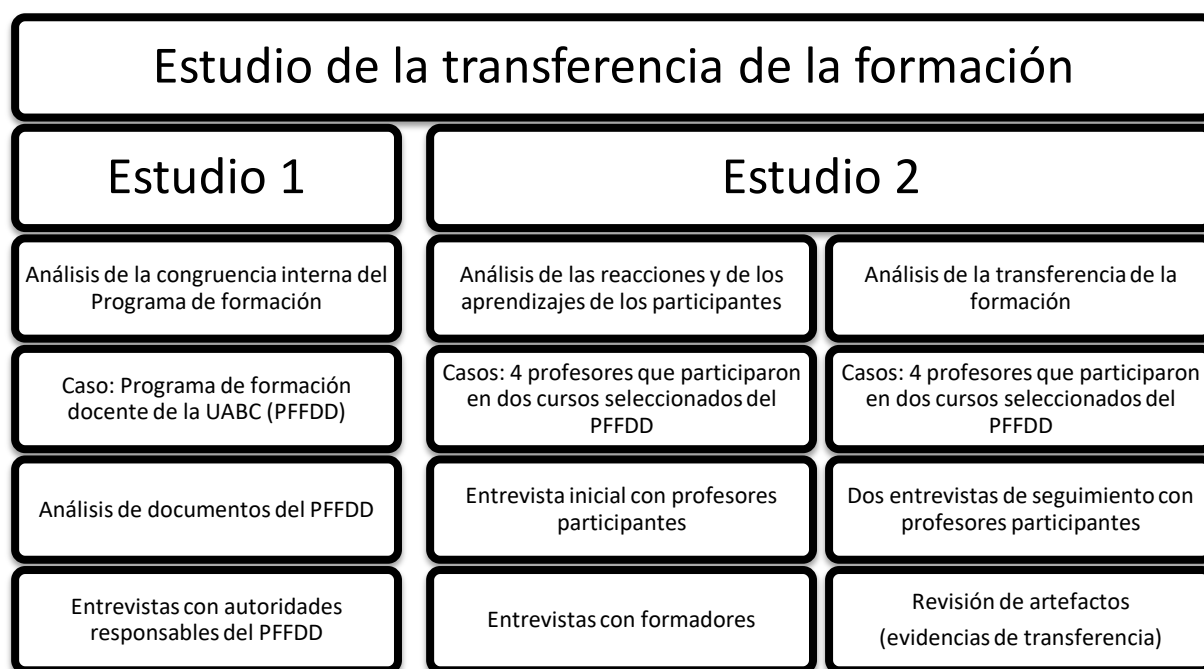 Estudio de la transferencia de la formación
Estudio 1
Estudio 2
Análisis de la congruencia interna del
Programa de formación
Análisis de las reacciones y de los
aprendizajes de los participantes
Análisis de la transferencia de la
formación
Caso: Programa de formación
docente de la UABC (PFFDD)
Casos: 4 profesores que participaron
en dos cursos seleccionados del
PFFDD
Casos: 4 profesores que participaron
en dos cursos seleccionados del
PFFDD
Análisis de documentos del PFFDD
Entrevista inicial con profesores
participantes
Dos entrevistas de seguimiento con
profesores participantes
Entrevistas con autoridades
responsables del PFFDD
Entrevistas con formadores
Revisión de artefactos
(evidencias de transferencia)